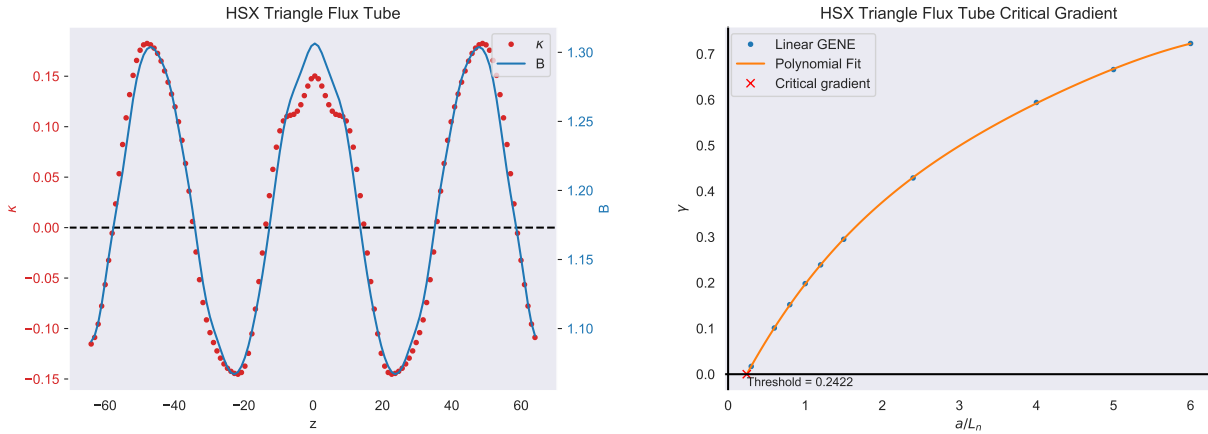 HSX Triangle Flux Tube
κ
B
0.15
0.10
0.05
0.00
−0.05
−0.10
−0.15
κ
1.30
1.25
1.20
1.15
1.10
B
−60
−40
−20
0
20
40
60
z
HSX Triangle Flux Tube Critical Gradient
Linear GENE
Polynomial Fit
Critical gradient
0.7
0.6
0.5
0.4
0.3
0.2
0.1
0.0
γ
Threshold = 0.2422
0
1
2
3
4
5
6
a/Lₙ